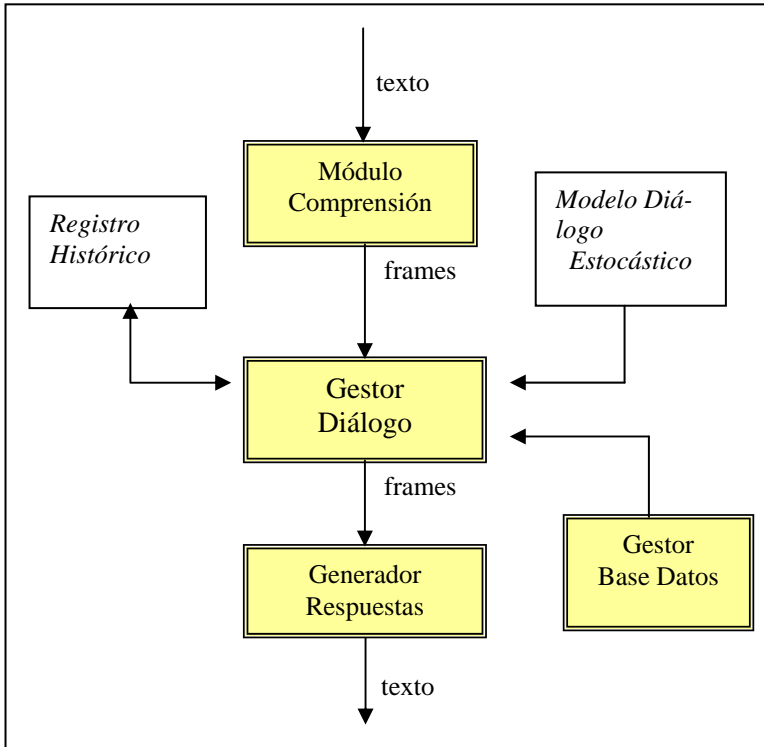 texto
Módulo
Comprensión
Registro
Histórico
Modelo Diá-
logo
Estocástico
frames
Gestor
Diálogo
frames
Gestor
Base Datos
Generador
Respuestas
texto